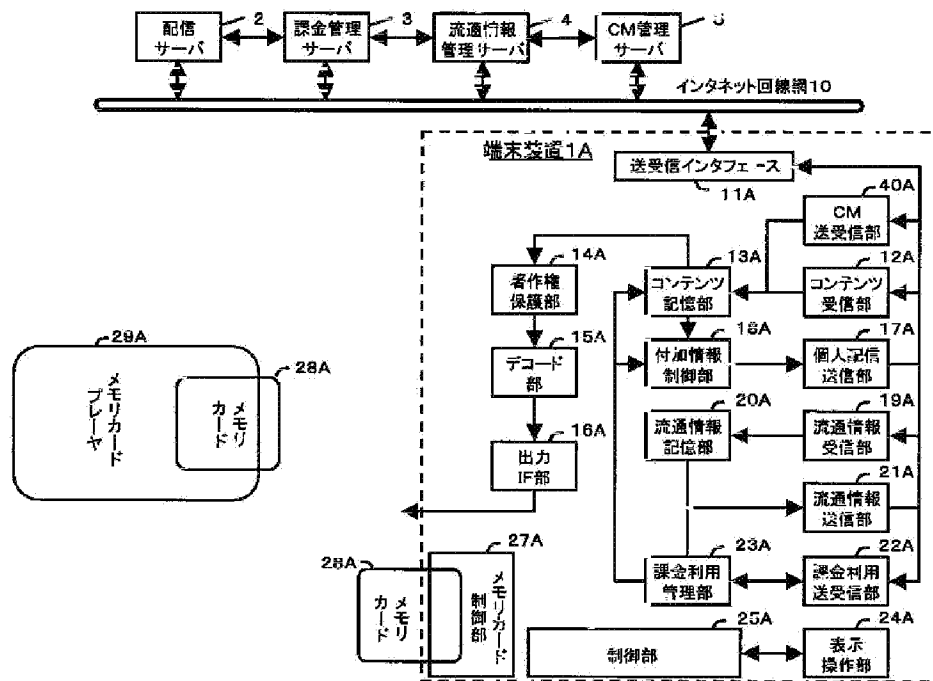 配信
サーバ
2
課金管理
サーバ
3
流通情報
管理サーバ
4
CM管理
サーバ
5
インタネット回線網10
端末装置1A
送受信インタフェース
11A
40A
CM
送受信部
14A
著作権
保護部
13A
コンテンツ
記憶部
12A
コンテンツ
受信部
15A
デコード
部
18A
付加情報
制御部
17A
個人配信
送信部
29A
メモリカード
プレーヤ
28A
メモリ
カード
16A
出力
IF部
20A
流通情報
記憶部
19A
流通情報
受信部
21A
流通情報
送信部
28A
メモリ
カード
27A
メモリカード
制御部
23A
課金利用
管理部
22A
課金利用
送受信部
25A
制御部
24A
表示
操作部